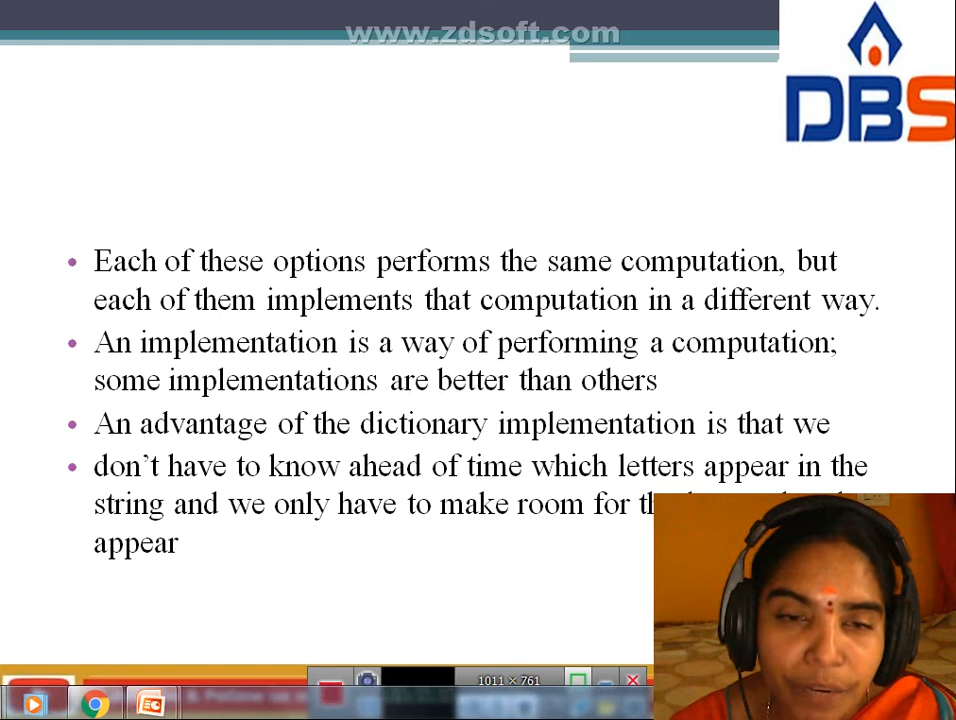 www.zdsoft.com
DBS
• Each of these options performs the same computation, but
each of them implements that computation in a different way.
• An implementation is a way of performing a computation;
some implementations are better than others
• An advantage of the dictionary implementation is that we
• don't have to know ahead of time which letters appear in the
string and we only have to make room for
appear
1011 × 761